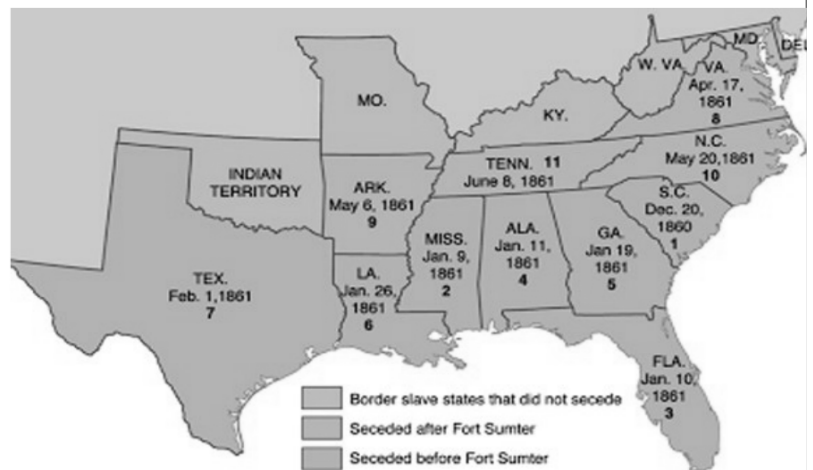 MO.
KY.
W. VA
VA.
Apr. 17,
1861
8
MD
DEL
INDIAN
TERRITORY
ARK.
May 6, 1861
9
TENN. 11
June 8, 1861
N.C.
May 20,1861
10
S.C.
Dec. 20,
1860
1
TEX.
Feb. 1,1861
7
LA.
Jan. 26,
1861
6
MISS.
Jan. 9,
1861
2
ALA.
Jan. 11,
1861
4
GA.
Jan 19,
1861
5
FLA.
Jan. 10,
1861
3
Border slave states that did not secede
Seceded after Fort Sumter
Seceded before Fort Sumter